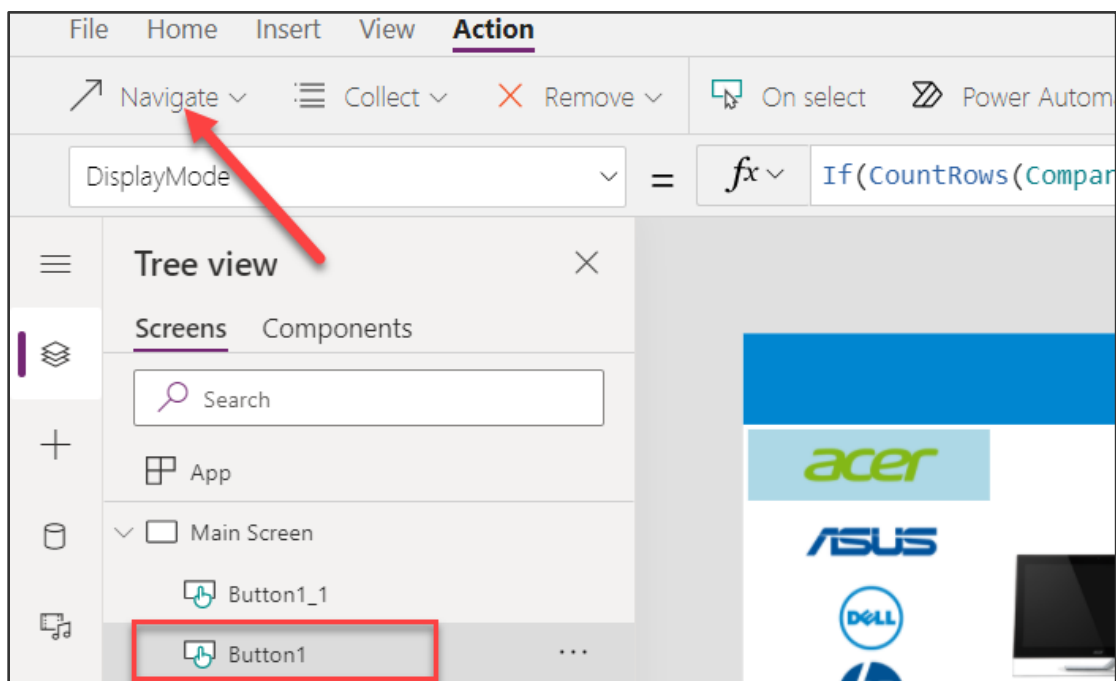 File Home Insert View Action
Navigate Collect Remove On select Power Autom
DisplayMode = fx If(CountRows(Compar
Tree view
Screens Components
Search
App
Main Screen
Button1_1
Button1 ...
acer
ASUS
DELL